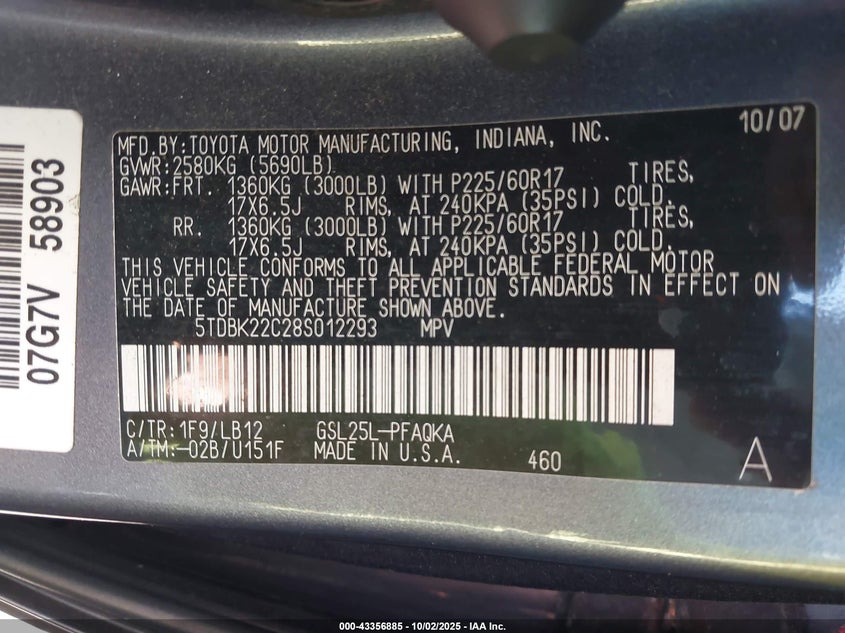 07G7V 58903
10/07
MFD.BY:TOYOTA MOTOR MANUFACTURING, INDIANA, INC.
GVWR:2580KG (5690LB)
GAWR:FRT. 1360KG (3000LB) WITH P225/60R17 TIRES,
17X6.5J RIMS, AT 240KPA (35PSI) COLD.
RR. 1360KG (3000LB) WITH P225/60R17 TIRES,
17X6.5J RIMS, AT 240KPA (35PSI) COLD.
THIS VEHICLE CONFORMS TO ALL APPLICABLE FEDERAL MOTOR
VEHICLE SAFETY AND THEFT PREVENTION STANDARDS IN EFFECT ON
THE DATE OF MANUFACTURE SHOWN ABOVE.
5TDBK22C28S012293 MPV
C/TR:1F9/LB12 GSL25L-PFAQKA
A/TM:-02B/U151F MADE IN U.S.A. 460 A
000-43356885 - 10/02/2025 - IAA Inc.